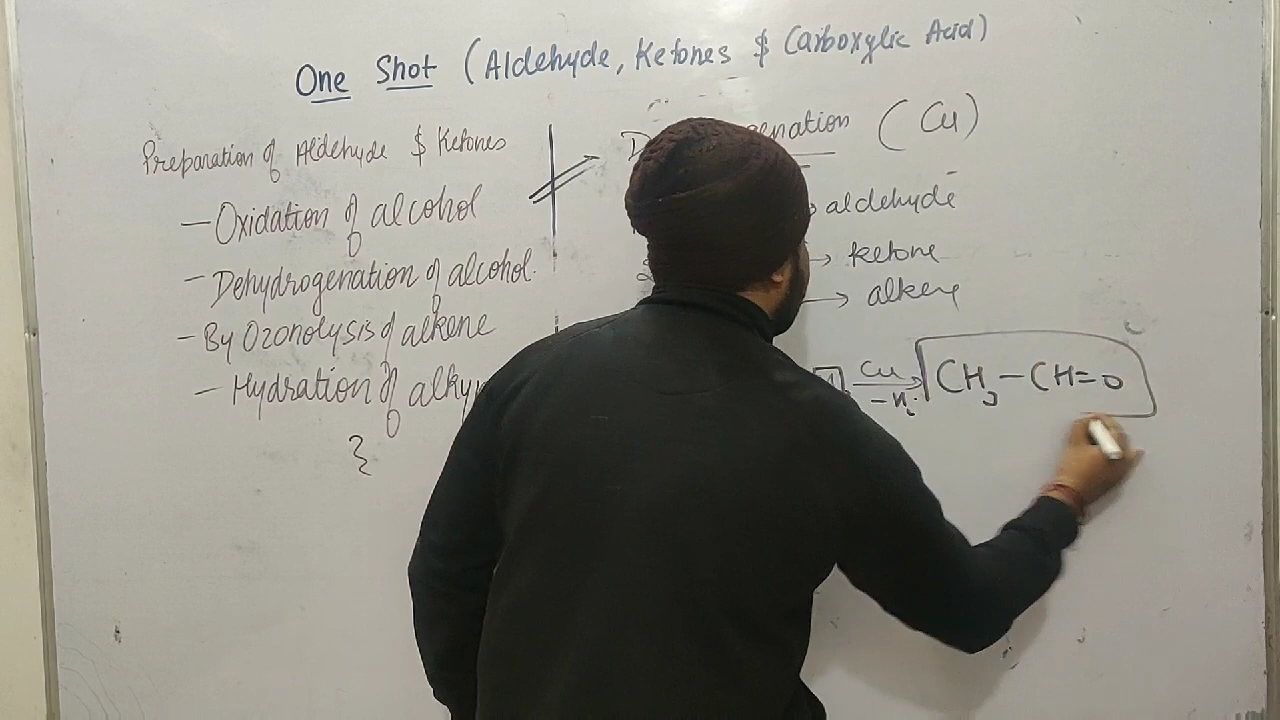 One Shot (Aldehyde, Ketones $ Carboxylic Acid)
Preparation of Aldehyde $ Ketones
- Oxidation of alcohol
- Dehydrogenation of alcohol.
- By Ozonolysis of alkene
- Hydration of alky
enation (Cu)
aldehyde
→ ketone
→ alkene
Cu
-H₂
CH₃-CH=O